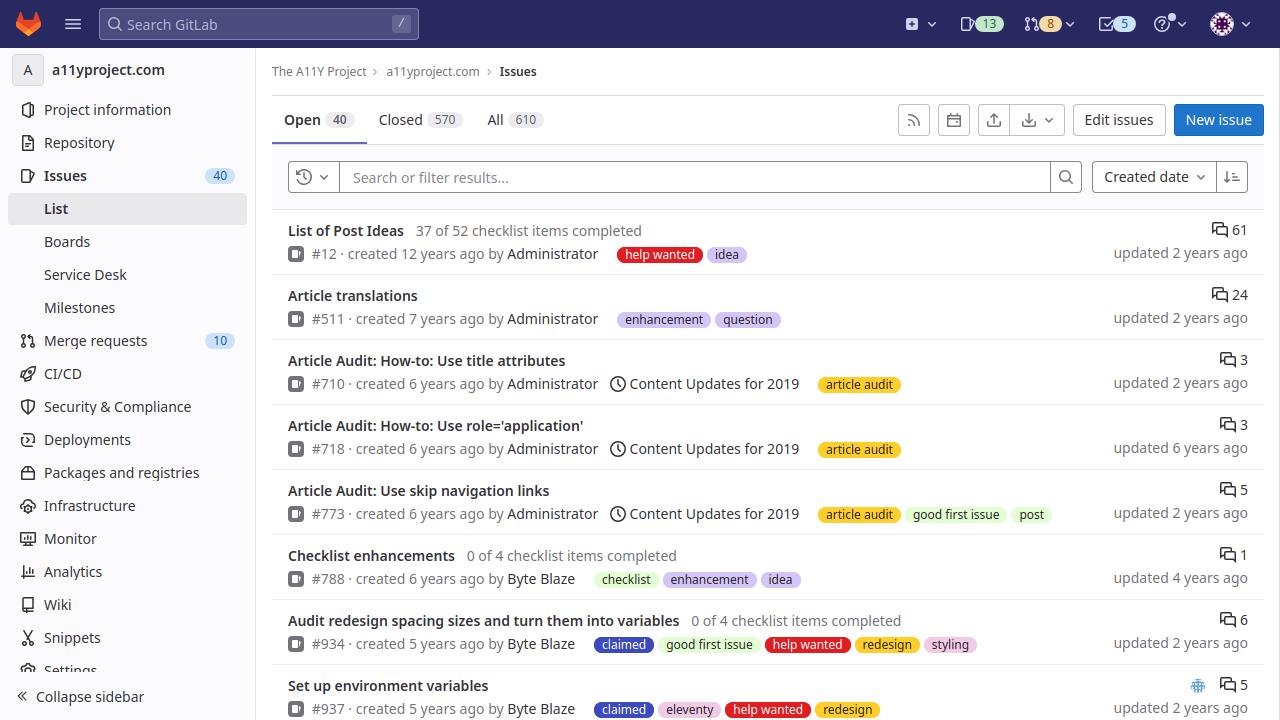 Search GitLab
/
13
8
5
A
a11yproject.com
Project information
Repository
Issues
40
List
Boards
Service Desk
Milestones
Merge requests
10
CI/CD
Security & Compliance
Deployments
Packages and registries
Infrastructure
Monitor
Analytics
Wiki
Snippets
Settings
Collapse sidebar
The A11Y Project › a11yproject.com › Issues
Open 40 Closed 570 All 610
Edit issues
New issue
Search or filter results...
Created date
List of Post Ideas 37 of 52 checklist items completed 61
#12 · created 12 years ago by Administrator help wanted idea updated 2 years ago
Article translations 24
#511 · created 7 years ago by Administrator enhancement question updated 2 years ago
Article Audit: How-to: Use title attributes 3
#710 · created 6 years ago by Administrator Content Updates for 2019 article audit updated 2 years ago
Article Audit: How-to: Use role='application' 3
#718 · created 6 years ago by Administrator Content Updates for 2019 article audit updated 6 years ago
Article Audit: Use skip navigation links 5
#773 · created 6 years ago by Administrator Content Updates for 2019 article audit good first issue post updated 2 years ago
Checklist enhancements 0 of 4 checklist items completed 1
#788 · created 6 years ago by Byte Blaze checklist enhancement idea updated 4 years ago
Audit redesign spacing sizes and turn them into variables 0 of 4 checklist items completed 6
#934 · created 5 years ago by Byte Blaze claimed good first issue help wanted redesign styling updated 2 years ago
Set up environment variables 5
#937 · created 5 years ago by Byte Blaze claimed eleventy help wanted redesign updated 2 years ago